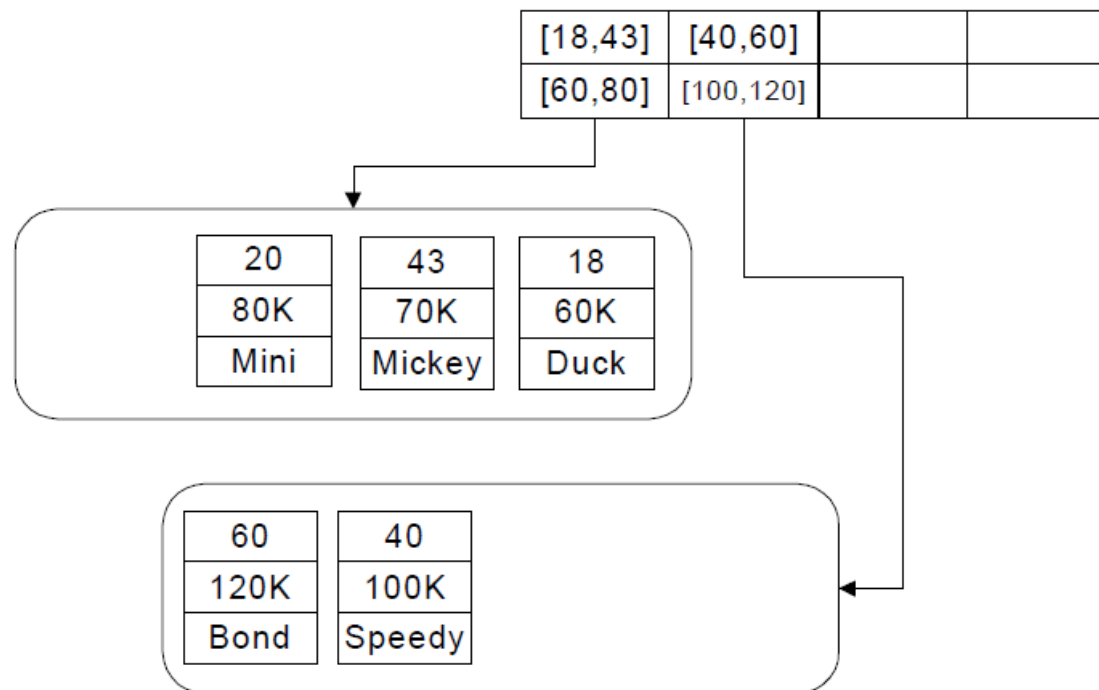 [18,43] [40,60]
[60,80] [100,120]
20 43 18
80K 70K 60K
Mini Mickey Duck
60 40
120K 100K
Bond Speedy